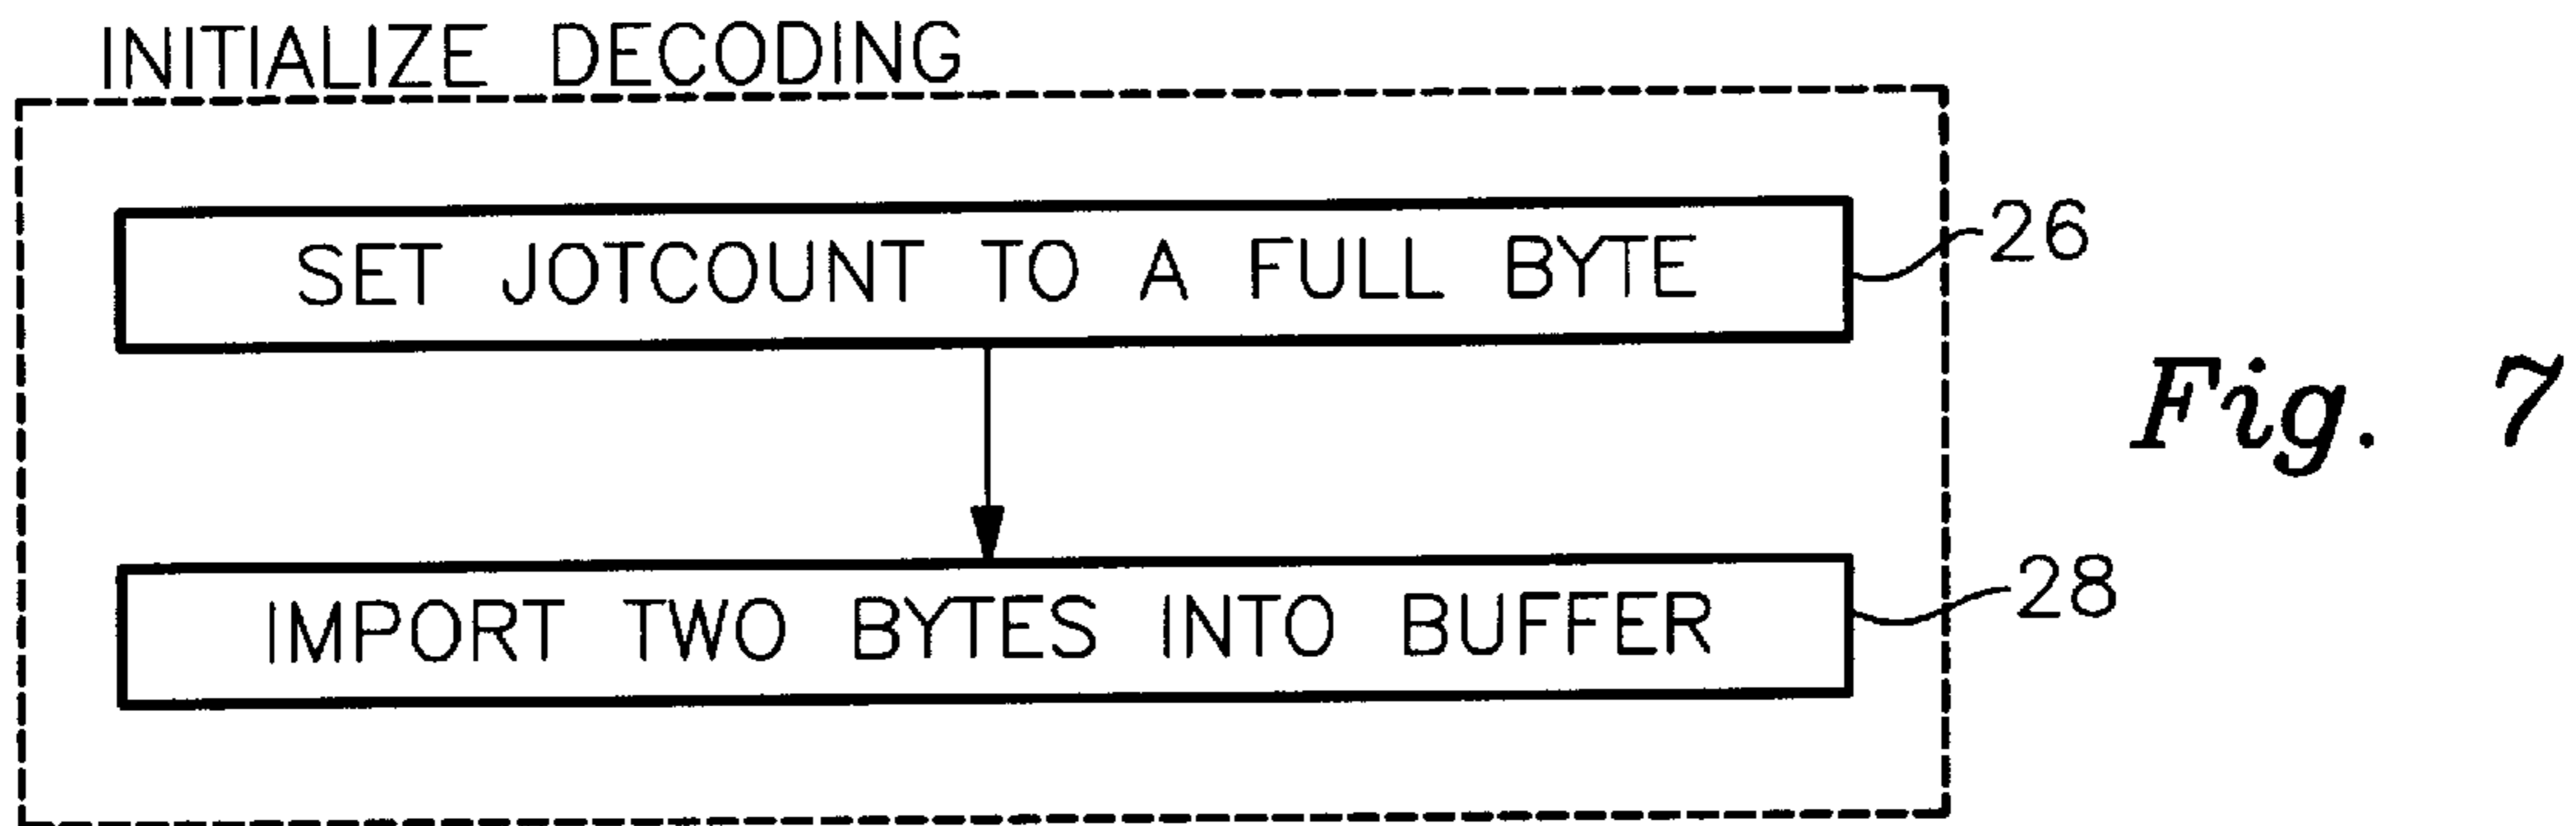 INITIALIZE DECODING
SET JOTCOUNT TO A FULL BYTE
26
Fig. 7
IMPORT TWO BYTES INTO BUFFER
28